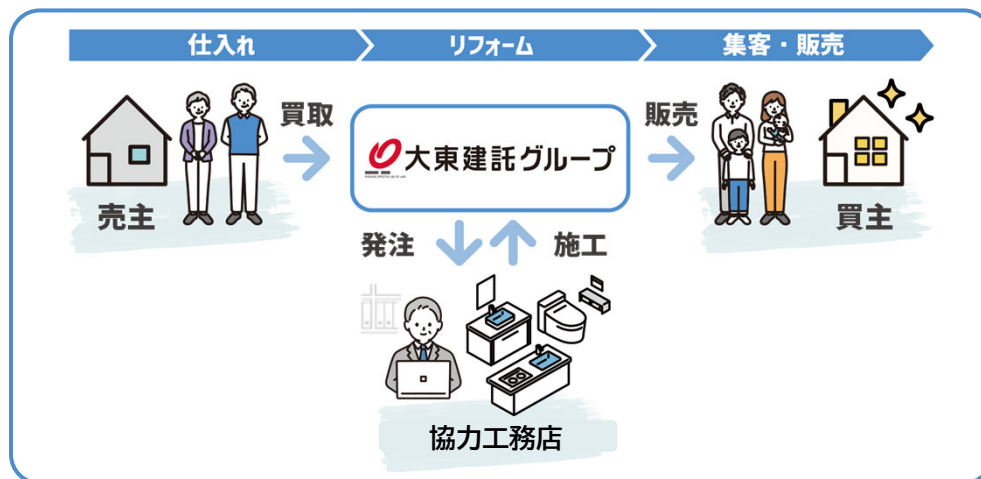 仕入れ
リフォーム
集客・販売
買取
大東建託グループ
販売
売主
買主
発注
施工
協力工務店